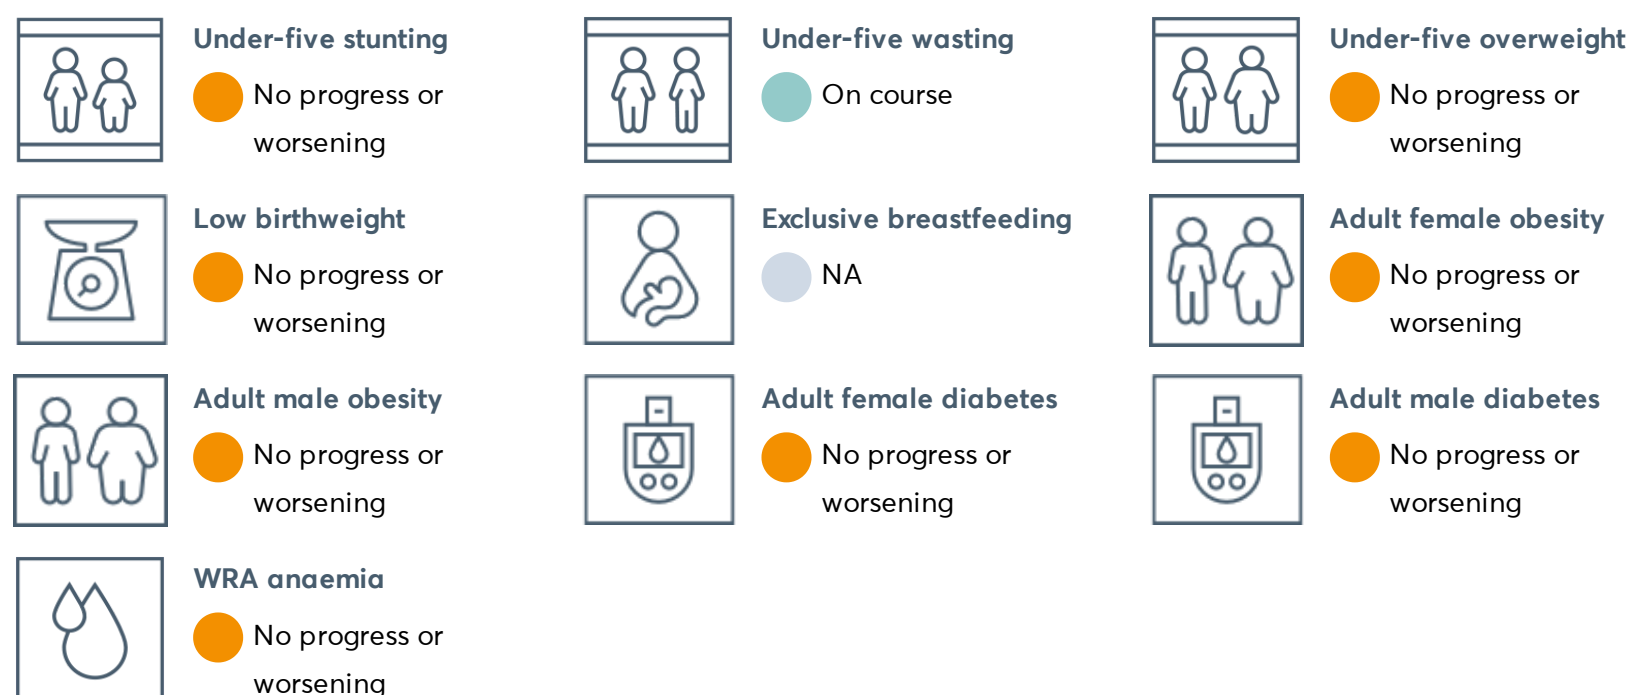 Under-five stunting
No progress or
worsening
Under-five wasting
On course
Under-five overweight
No progress or
worsening
Low birthweight
No progress or
worsening
Exclusive breastfeeding
NA
Adult female obesity
No progress or
worsening
Adult male obesity
No progress or
worsening
Adult female diabetes
No progress or
worsening
Adult male diabetes
No progress or
worsening
WRA anaemia
No progress or
worsening